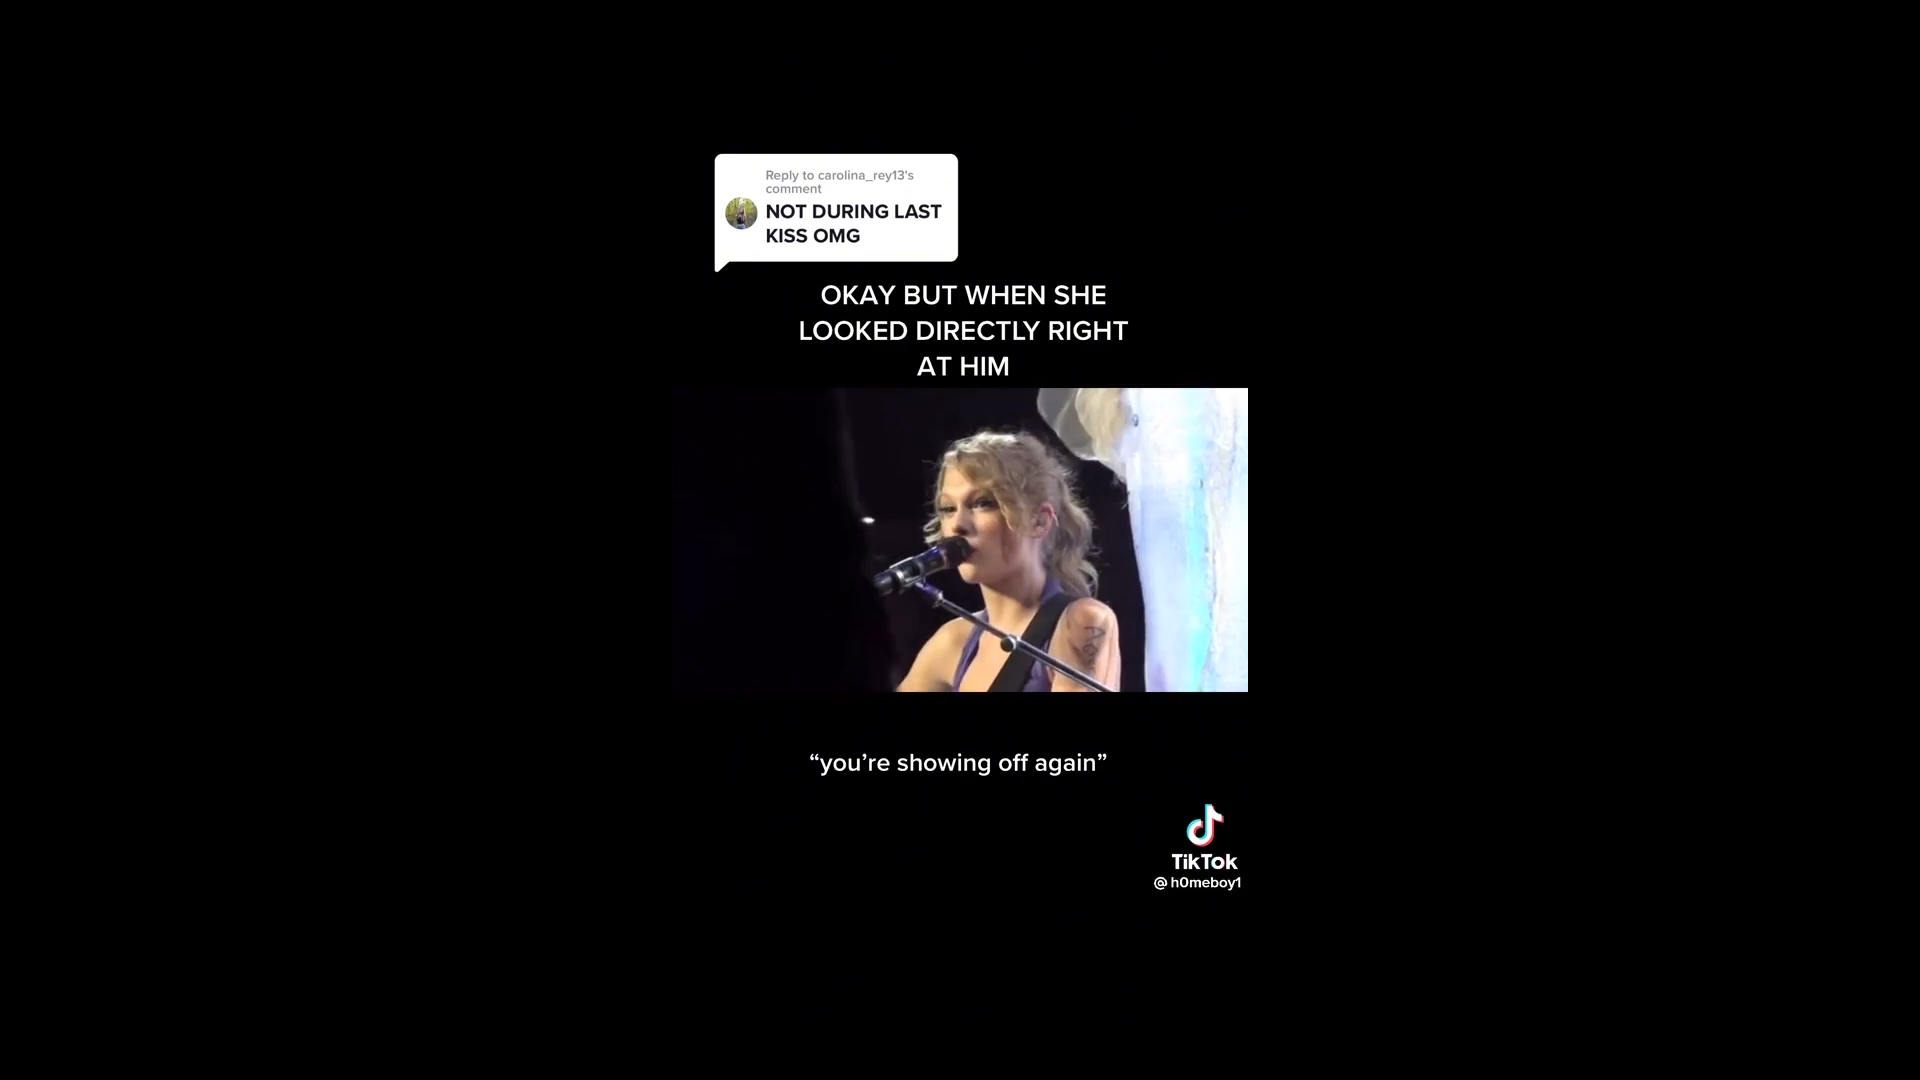 Reply to carolina_rey13's
comment
NOT DURING LAST
KISS OMG
OKAY BUT WHEN SHE
LOOKED DIRECTLY RIGHT
AT HIM
“you’re showing off again”
TikTok
@h0meboy1